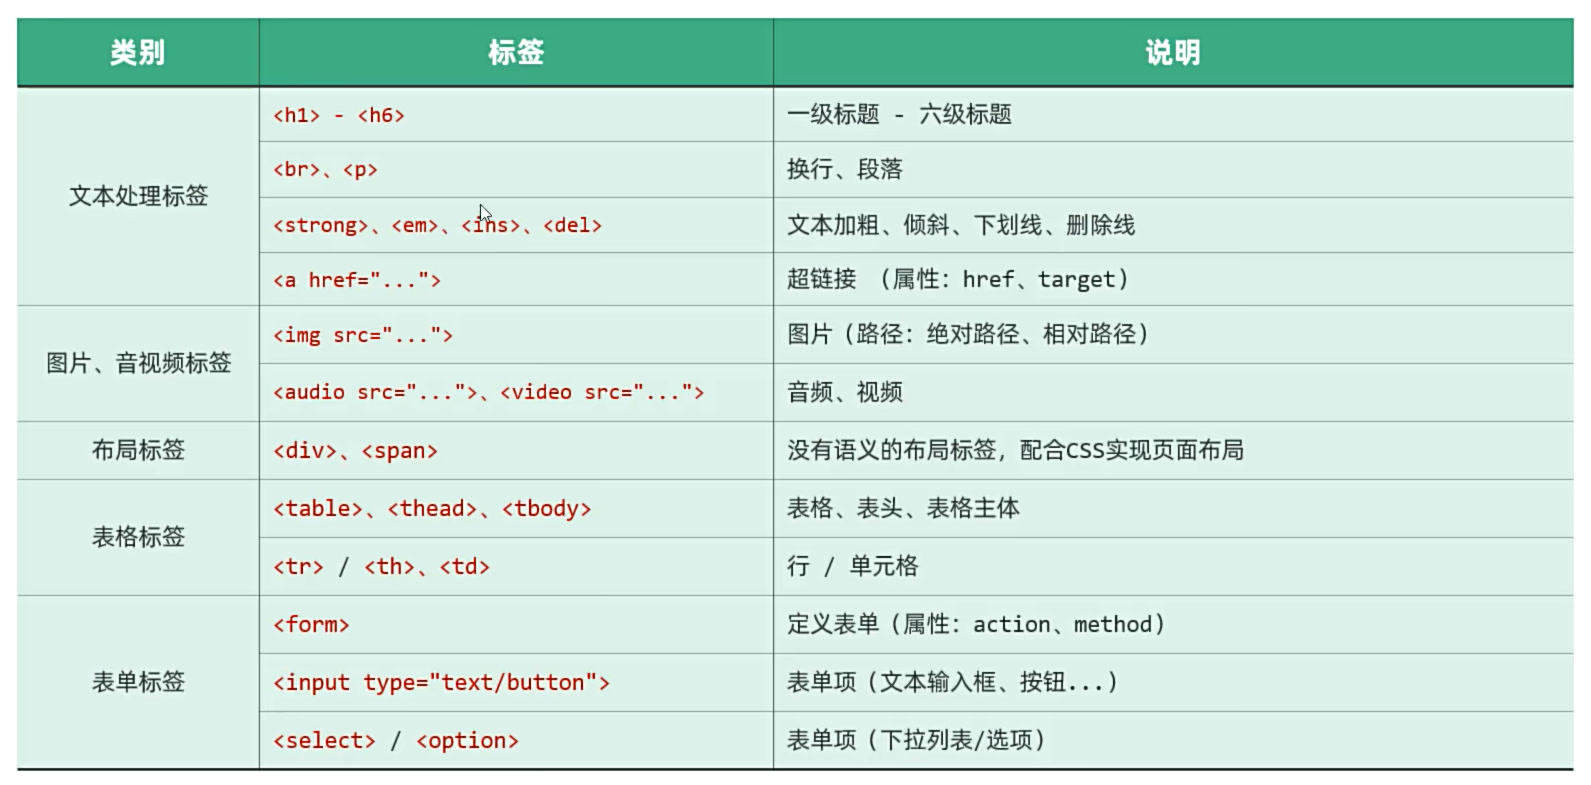 类别 标签 说明
文本处理标签 <h1> - <h6> 一级标题 - 六级标题
<br>、<p> 换行、段落
<strong>、<em>、<ins>、<del> 文本加粗、倾斜、下划线、删除线
<a href="..."> 超链接 （属性：href、target）
图片、音视频标签 <img src="..."> 图片（路径：绝对路径、相对路径）
<audio src="...">、<video src="..."> 音频、视频
布局标签 <div>、<span> 没有语义的布局标签，配合CSS实现页面布局
表格标签 <table>、<thead>、<tbody> 表格、表头、表格主体
<tr> / <th>、<td> 行 / 单元格
表单标签 <form> 定义表单（属性：action、method）
<input type="text/button"> 表单项（文本输入框、按钮...）
<select> / <option> 表单项（下拉列表/选项）